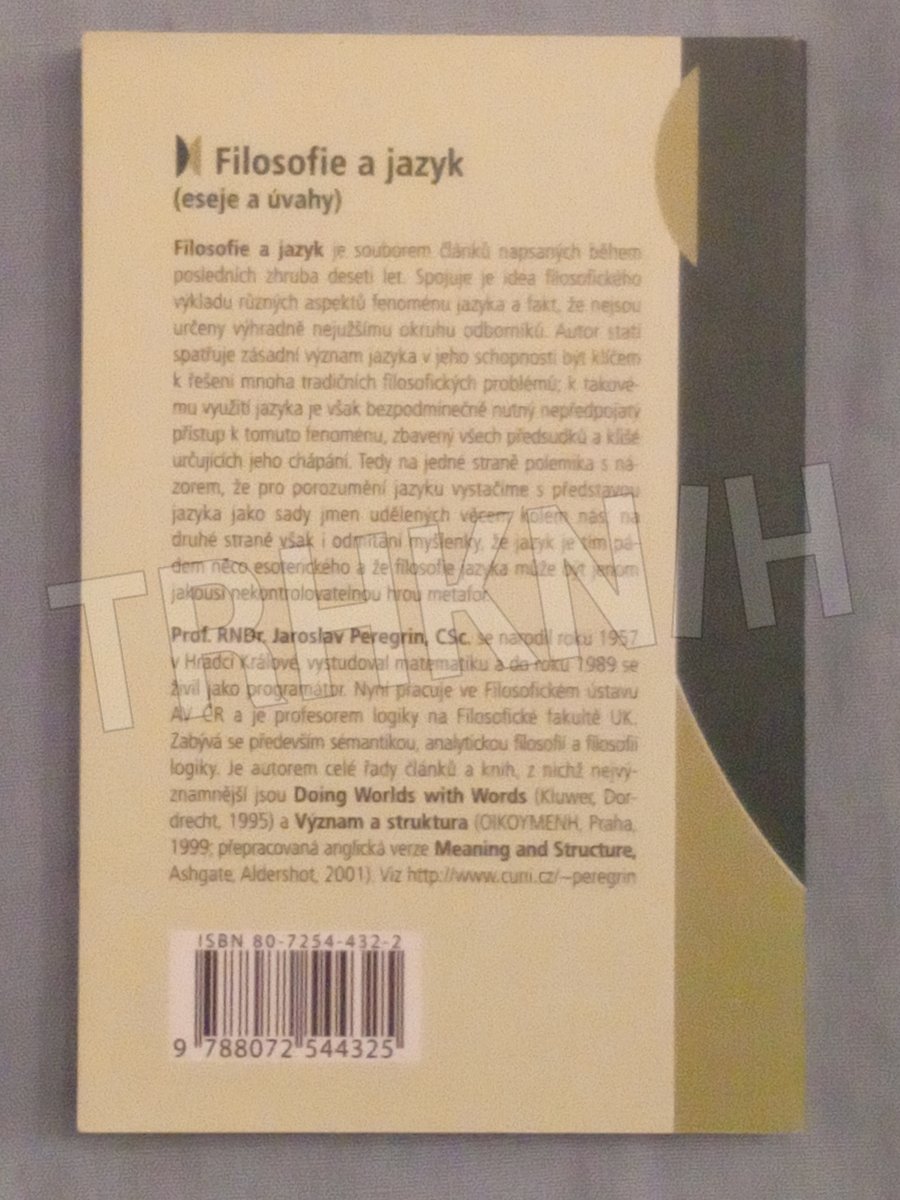 Filosofie a jazyk
(eseje a úvahy)
Filosofie a jazyk je souborem článků napsaných během
posledních zhruba deseti let. Spojuje je idea filosofického
výkladu různých aspektů fenoménu jazyka a fakt, že nejsou
určeny výhradně nejužšímu okruhu odborníků. Autor statí
spatřuje zásadní význam jazyka v jeho schopnosti být klíčem
k řešení mnoha tradičních filosofických problémů; k takové-
mu využití jazyka je však bezpodmínečně nutný nepředpojatý
přístup k tomuto fenoménu, zbavený všech předsudků a klišé
určujících jeho chápání. Tedy na jedné straně polemika s ná-
zorem, že pro porozumění jazyku vystačíme s představou
jazyka jako sady jmen udělených věcem kolem nás; na
druhé straně však i odmítání myšlenky, že jazyk je tím pá-
dem něco esoterického a že filosofie jazyka může být jenom
jakousi nekontrolovatelnou hrou metafor.
Prof. RNDr. Jaroslav Peregrin, CSc. se narodil roku 1957
v Hradci Králové, vystudoval matematiku a do roku 1989 se
živil jako programátor. Nyní pracuje ve Filosofickém ústavu
AV ČR a je profesorem logiky na Filosofické fakultě UK.
Zabývá se především sémantikou, analytickou filosofií a filosofií
logiky. Je autorem celé řady článků a knih, z nichž nejvý-
znamnější jsou Doing Worlds with Words (Kluwer, Dor-
drecht, 1995) a Význam a struktura (OIKOYMENH, Praha,
1999; přepracovaná anglická verze Meaning and Structure,
Ashgate, Aldershot, 2001). Viz http://www.cuni.cz/~peregrin
TRHKNIH
ISBN 80-7254-432-2
9 788072 544325